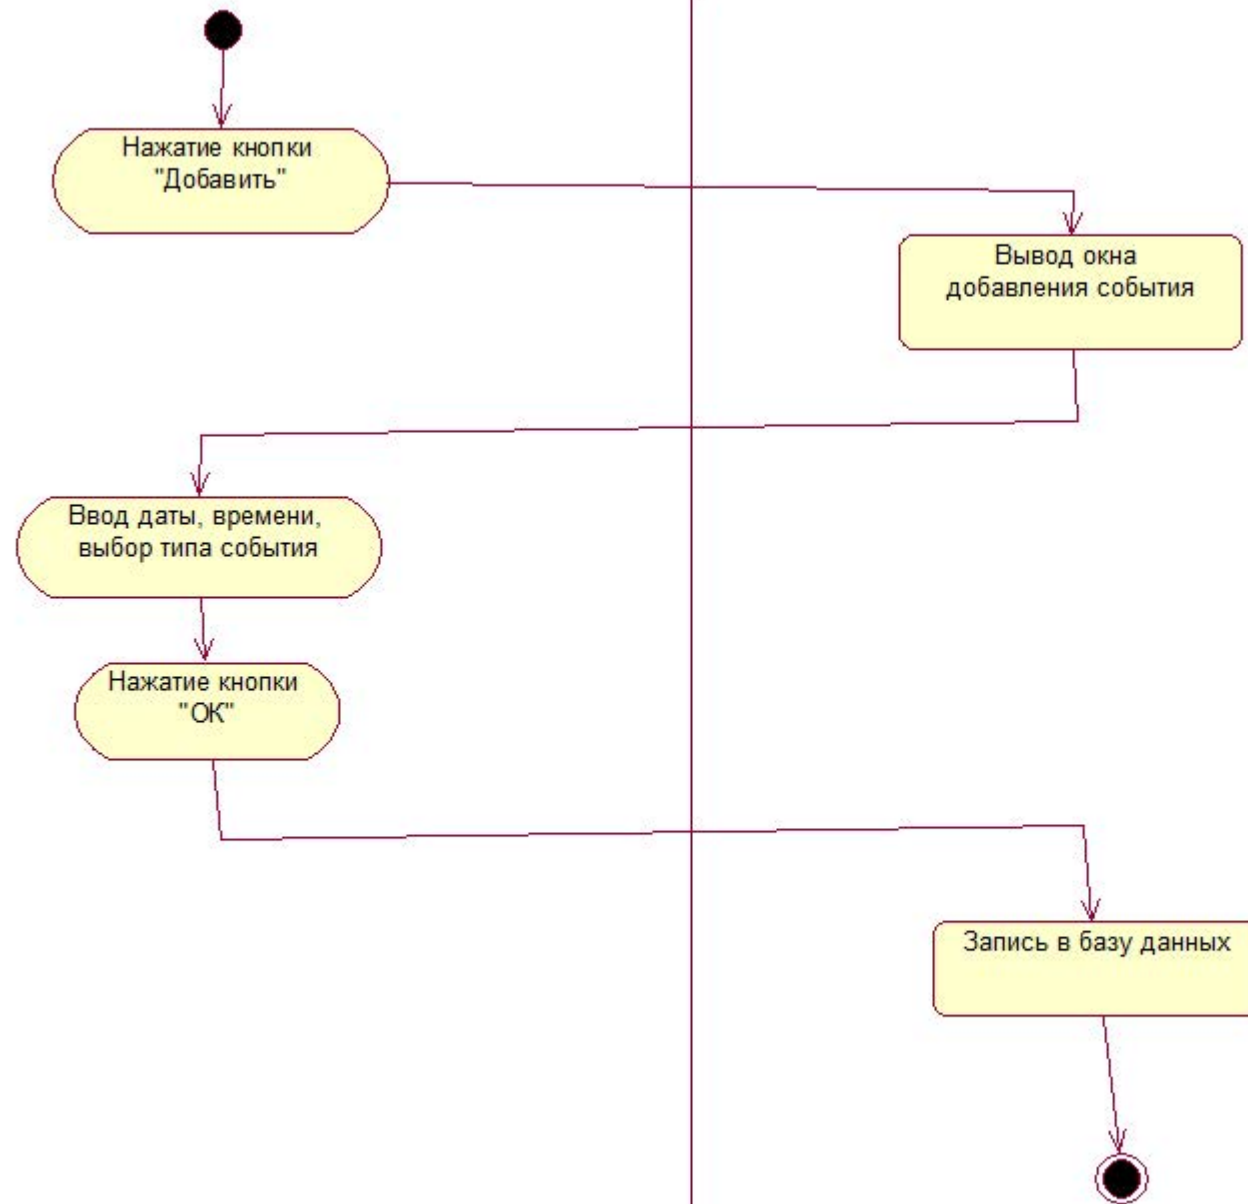 Нажатие кнопки
"Добавить"
Вывод окна
добавления события
Ввод даты, времени,
выбор типа события
Нажатие кнопки
"ОК"
Запись в базу данных